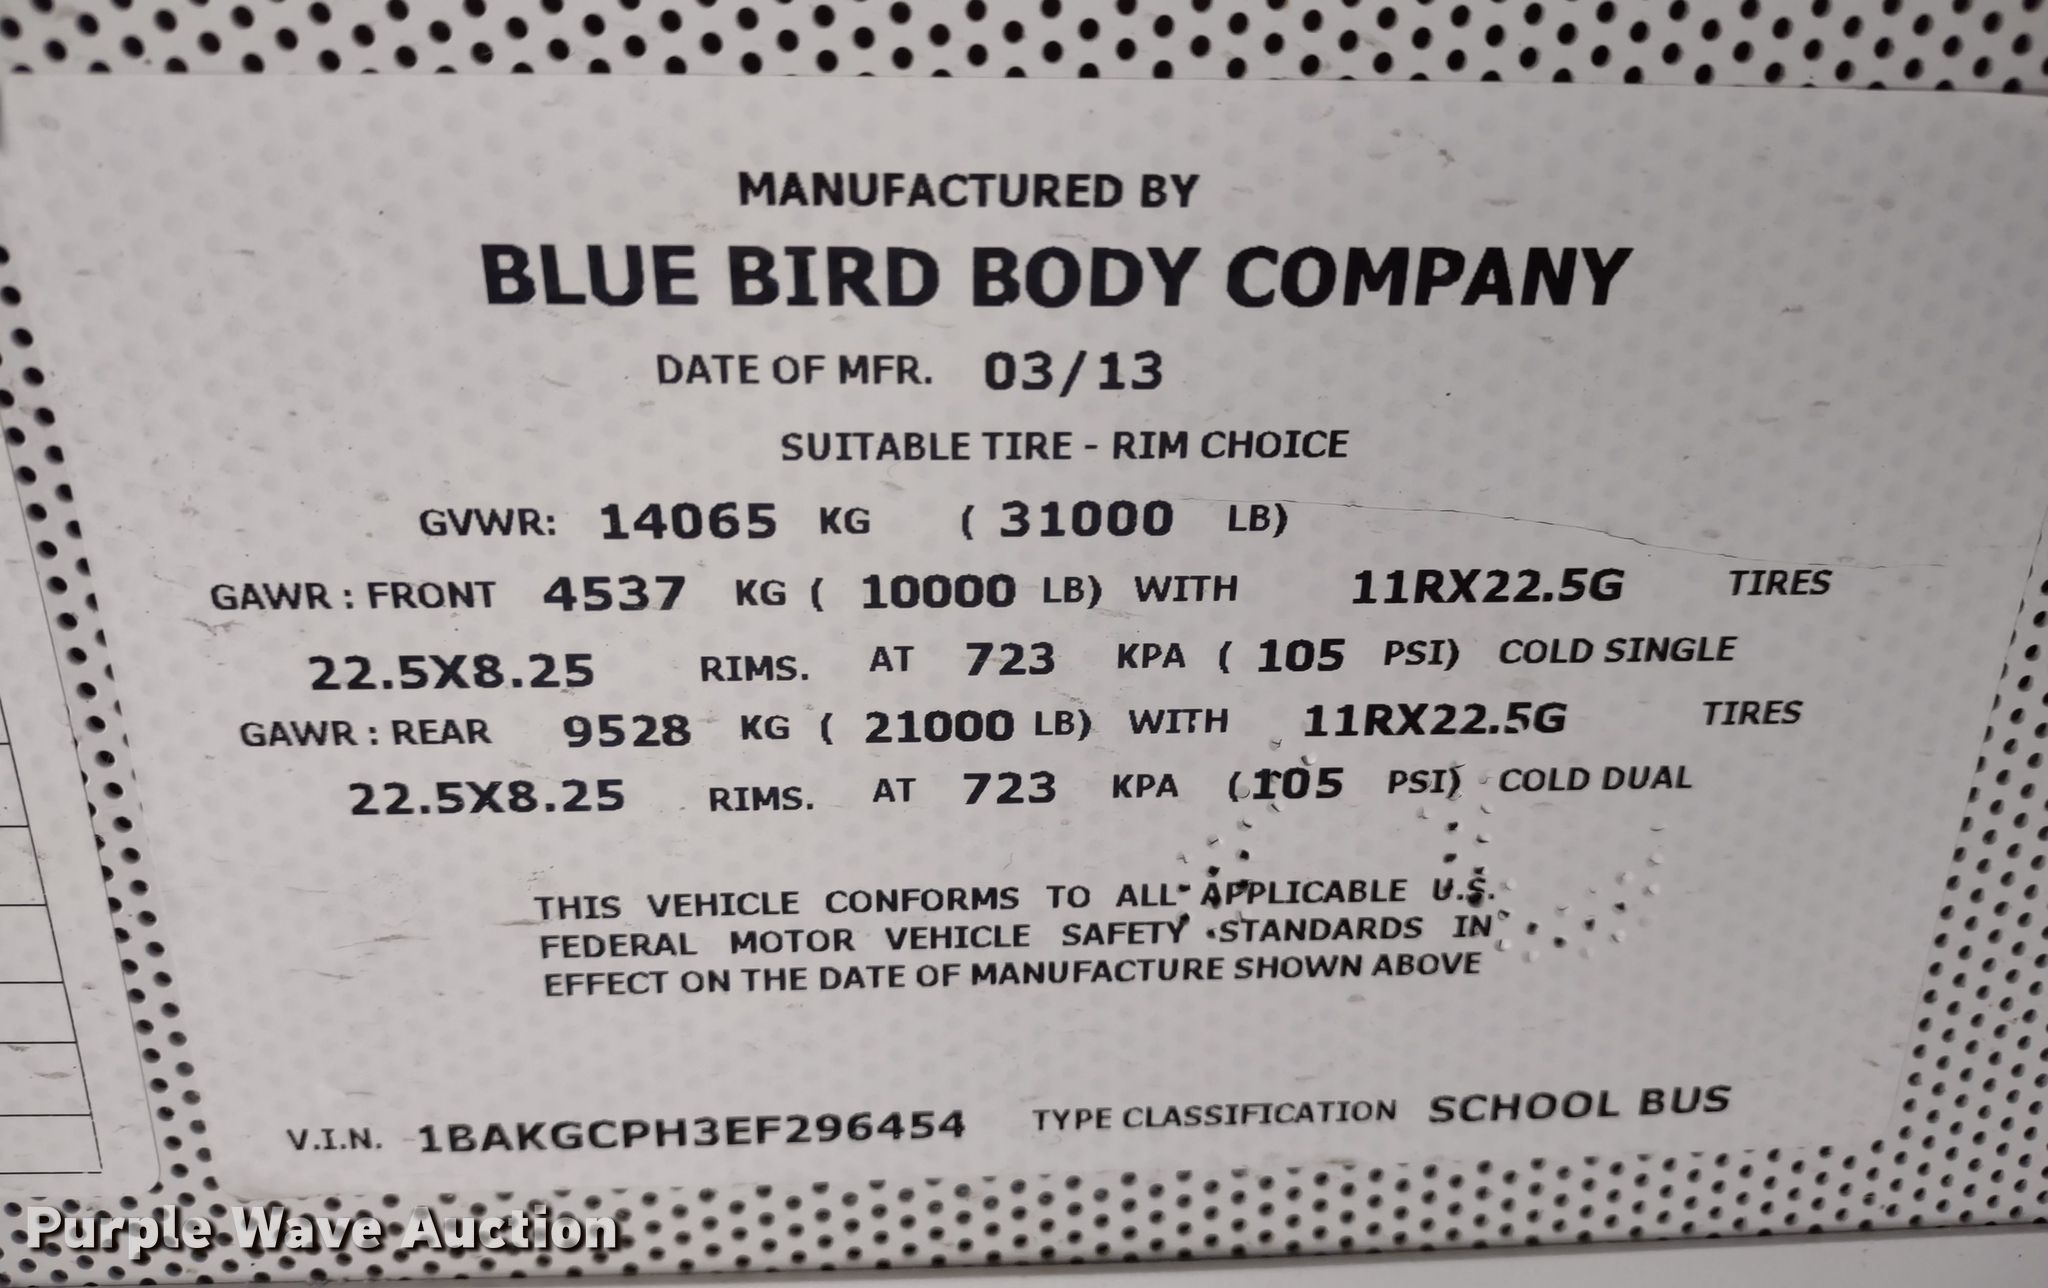 MANUFACTURED BY
BLUE BIRD BODY COMPANY
DATE OF MFR. 03/13
SUITABLE TIRE - RIM CHOICE
GVWR: 14065 KG ( 31000 LB)
GAWR : FRONT 4537 KG ( 10000 LB) WITH 11RX22.5G TIRES
22.5X8.25 RIMS. AT 723 KPA ( 105 PSI) COLD SINGLE
GAWR : REAR 9528 KG ( 21000 LB) WITH 11RX22.5G TIRES
22.5X8.25 RIMS. AT 723 KPA ( 105 PSI) COLD DUAL
THIS VEHICLE CONFORMS TO ALL APPLICABLE U.S.
FEDERAL MOTOR VEHICLE SAFETY STANDARDS IN
EFFECT ON THE DATE OF MANUFACTURE SHOWN ABOVE
V.I.N. 1BAKGCPH3EF296454 TYPE CLASSIFICATION SCHOOL BUS
Purple Wave Auction